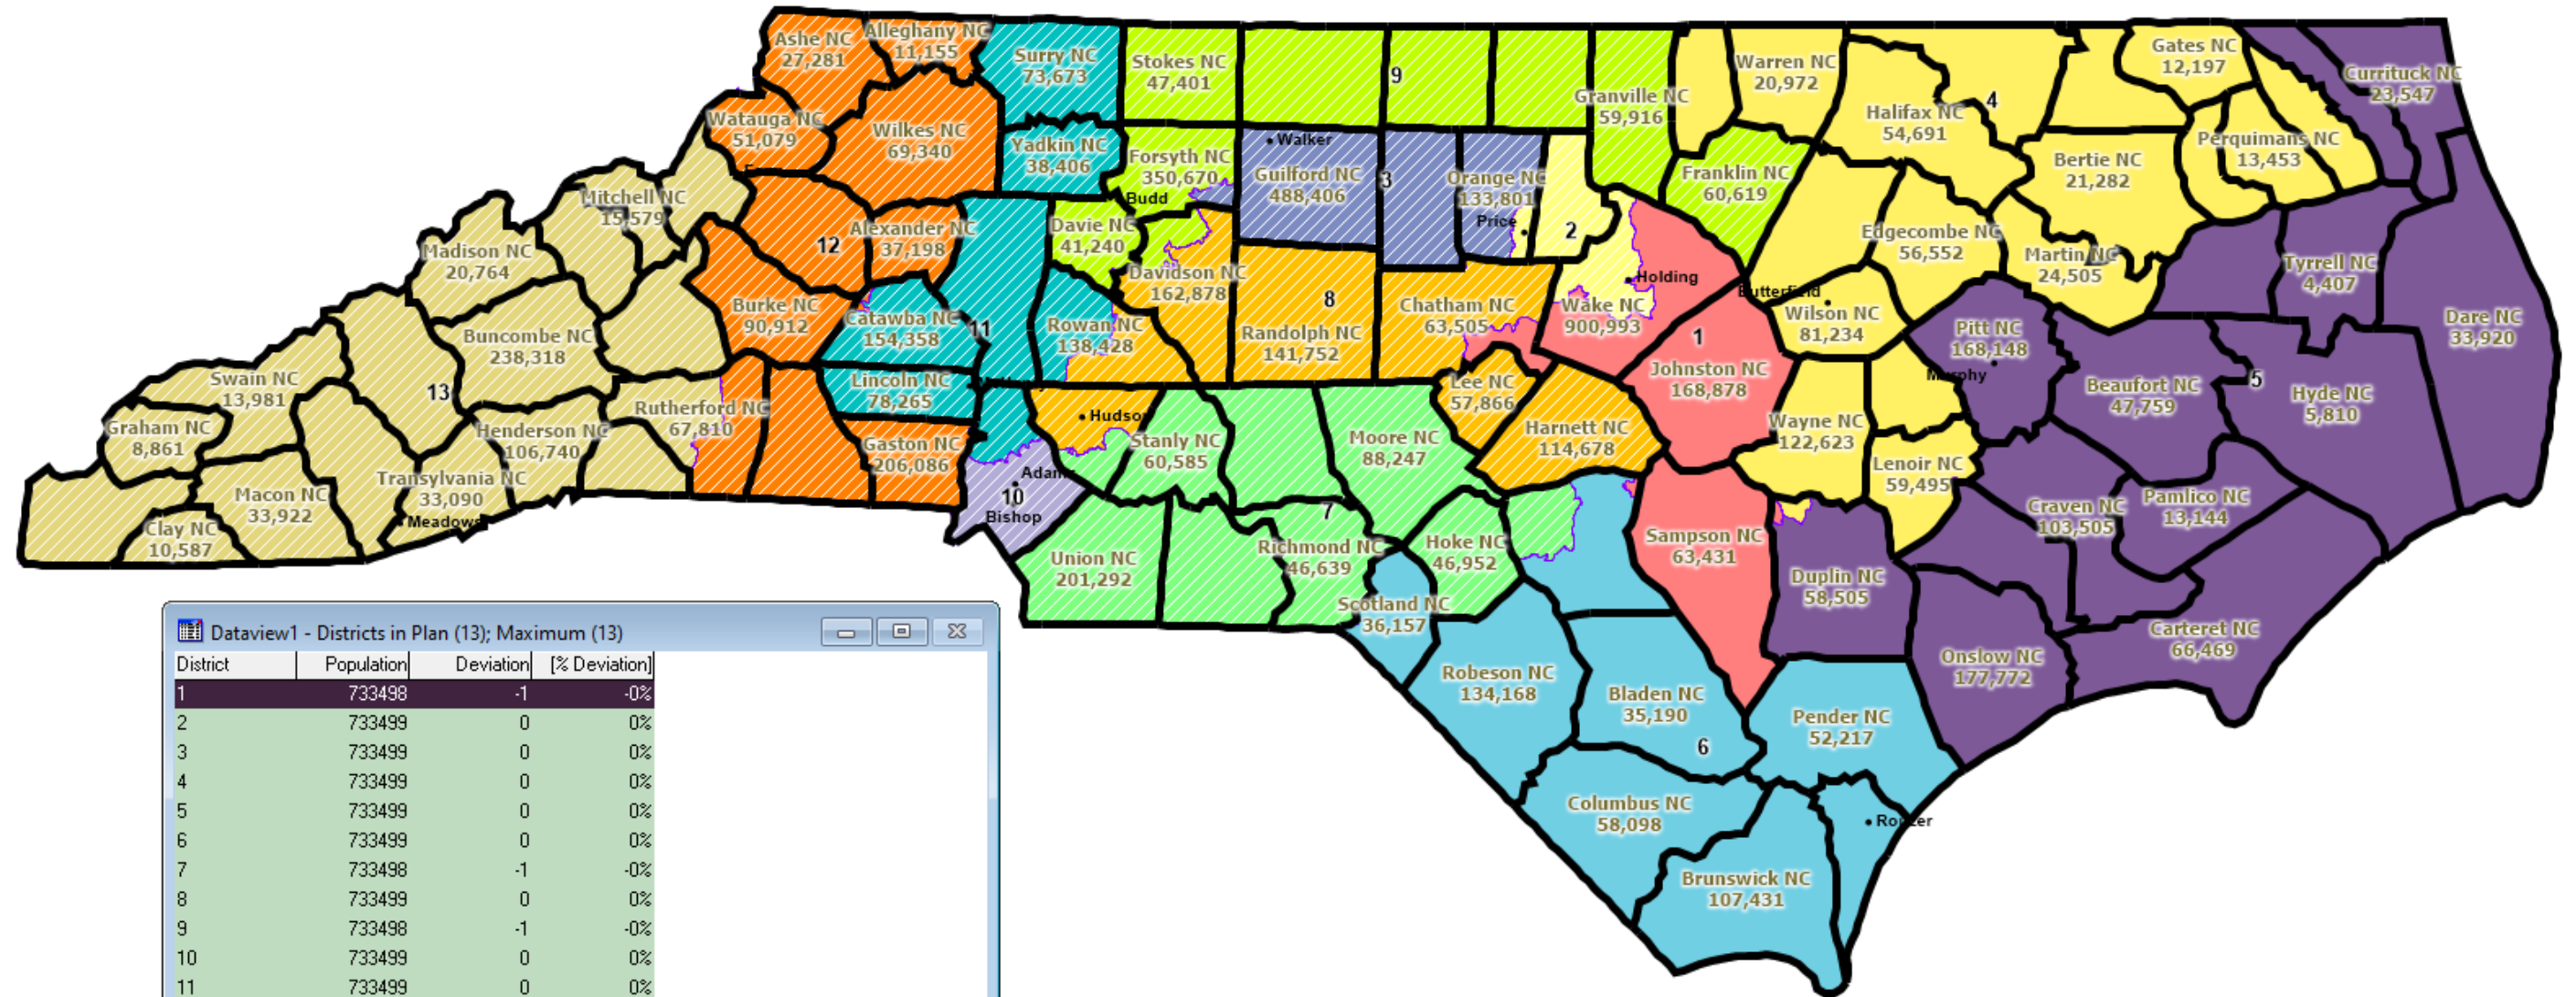 Ashe NC
27,281
Alleghany NC
11,155
Surry NC
73,673
Stokes NC
47,401
9
Granville NC
59,916
Warren NC
20,972
Halifax NC
54,691
4
Gates NC
12,197
Currituck NC
23,547
Watauga NC
51,079
Wilkes NC
69,340
Yadkin NC
38,406
Forsyth NC
350,670
Budd
Walker
Guilford NC
488,406
3
Orange NC
133,801
Price
2
Franklin NC
60,619
Bertie NC
21,282
Perquimans NC
13,453
Mitchell NC
15,579
Madison NC
20,764
12
Alexander NC
37,198
Davie NC
41,240
Davidson NC
162,878
Holding
Edgecombe NC
56,552
Martin NC
24,505
Tyrrell NC
4,407
Burke NC
90,912
Catawba NC
154,358
11
Rowan NC
138,428
8
Randolph NC
141,752
Chatham NC
63,505
Wake NC
900,993
1
Butterfield
Wilson NC
81,234
Pitt NC
168,148
Murphy
Dare NC
33,920
Buncombe NC
238,318
Swain NC
13,981
13
Lincoln NC
78,265
Lee NC
57,866
Johnston NC
168,878
Beaufort NC
47,759
5
Hyde NC
5,810
Graham NC
8,861
Rutherford NC
67,810
Henderson NC
106,740
Gaston NC
206,086
Hudson
Stanly NC
60,585
Moore NC
88,247
Harnett NC
114,678
Wayne NC
122,623
Lenoir NC
59,495
Transylvania NC
33,090
Macon NC
33,922
Meadows
Clay NC
10,587
Adams
10
Bishop
7
Union NC
201,292
Richmond NC
46,639
Hoke NC
46,952
Sampson NC
63,431
Craven NC
103,505
Pamlico NC
13,144
Duplin NC
58,505
Scotland NC
36,157
Carteret NC
66,469
Onslow NC
177,772
Robeson NC
134,168
Bladen NC
35,190
6
Pender NC
52,217
Columbus NC
58,098
Rouzer
Brunswick NC
107,431
Dataview1 - Districts in Plan (13); Maximum (13)
District Population Deviation [% Deviation]
1 733498 -1 -0%
2 733499 0 0%
3 733499 0 0%
4 733499 0 0%
5 733499 0 0%
6 733499 0 0%
7 733498 -1 -0%
8 733499 0 0%
9 733498 -1 -0%
10 733499 0 0%
11 733499 0 0%